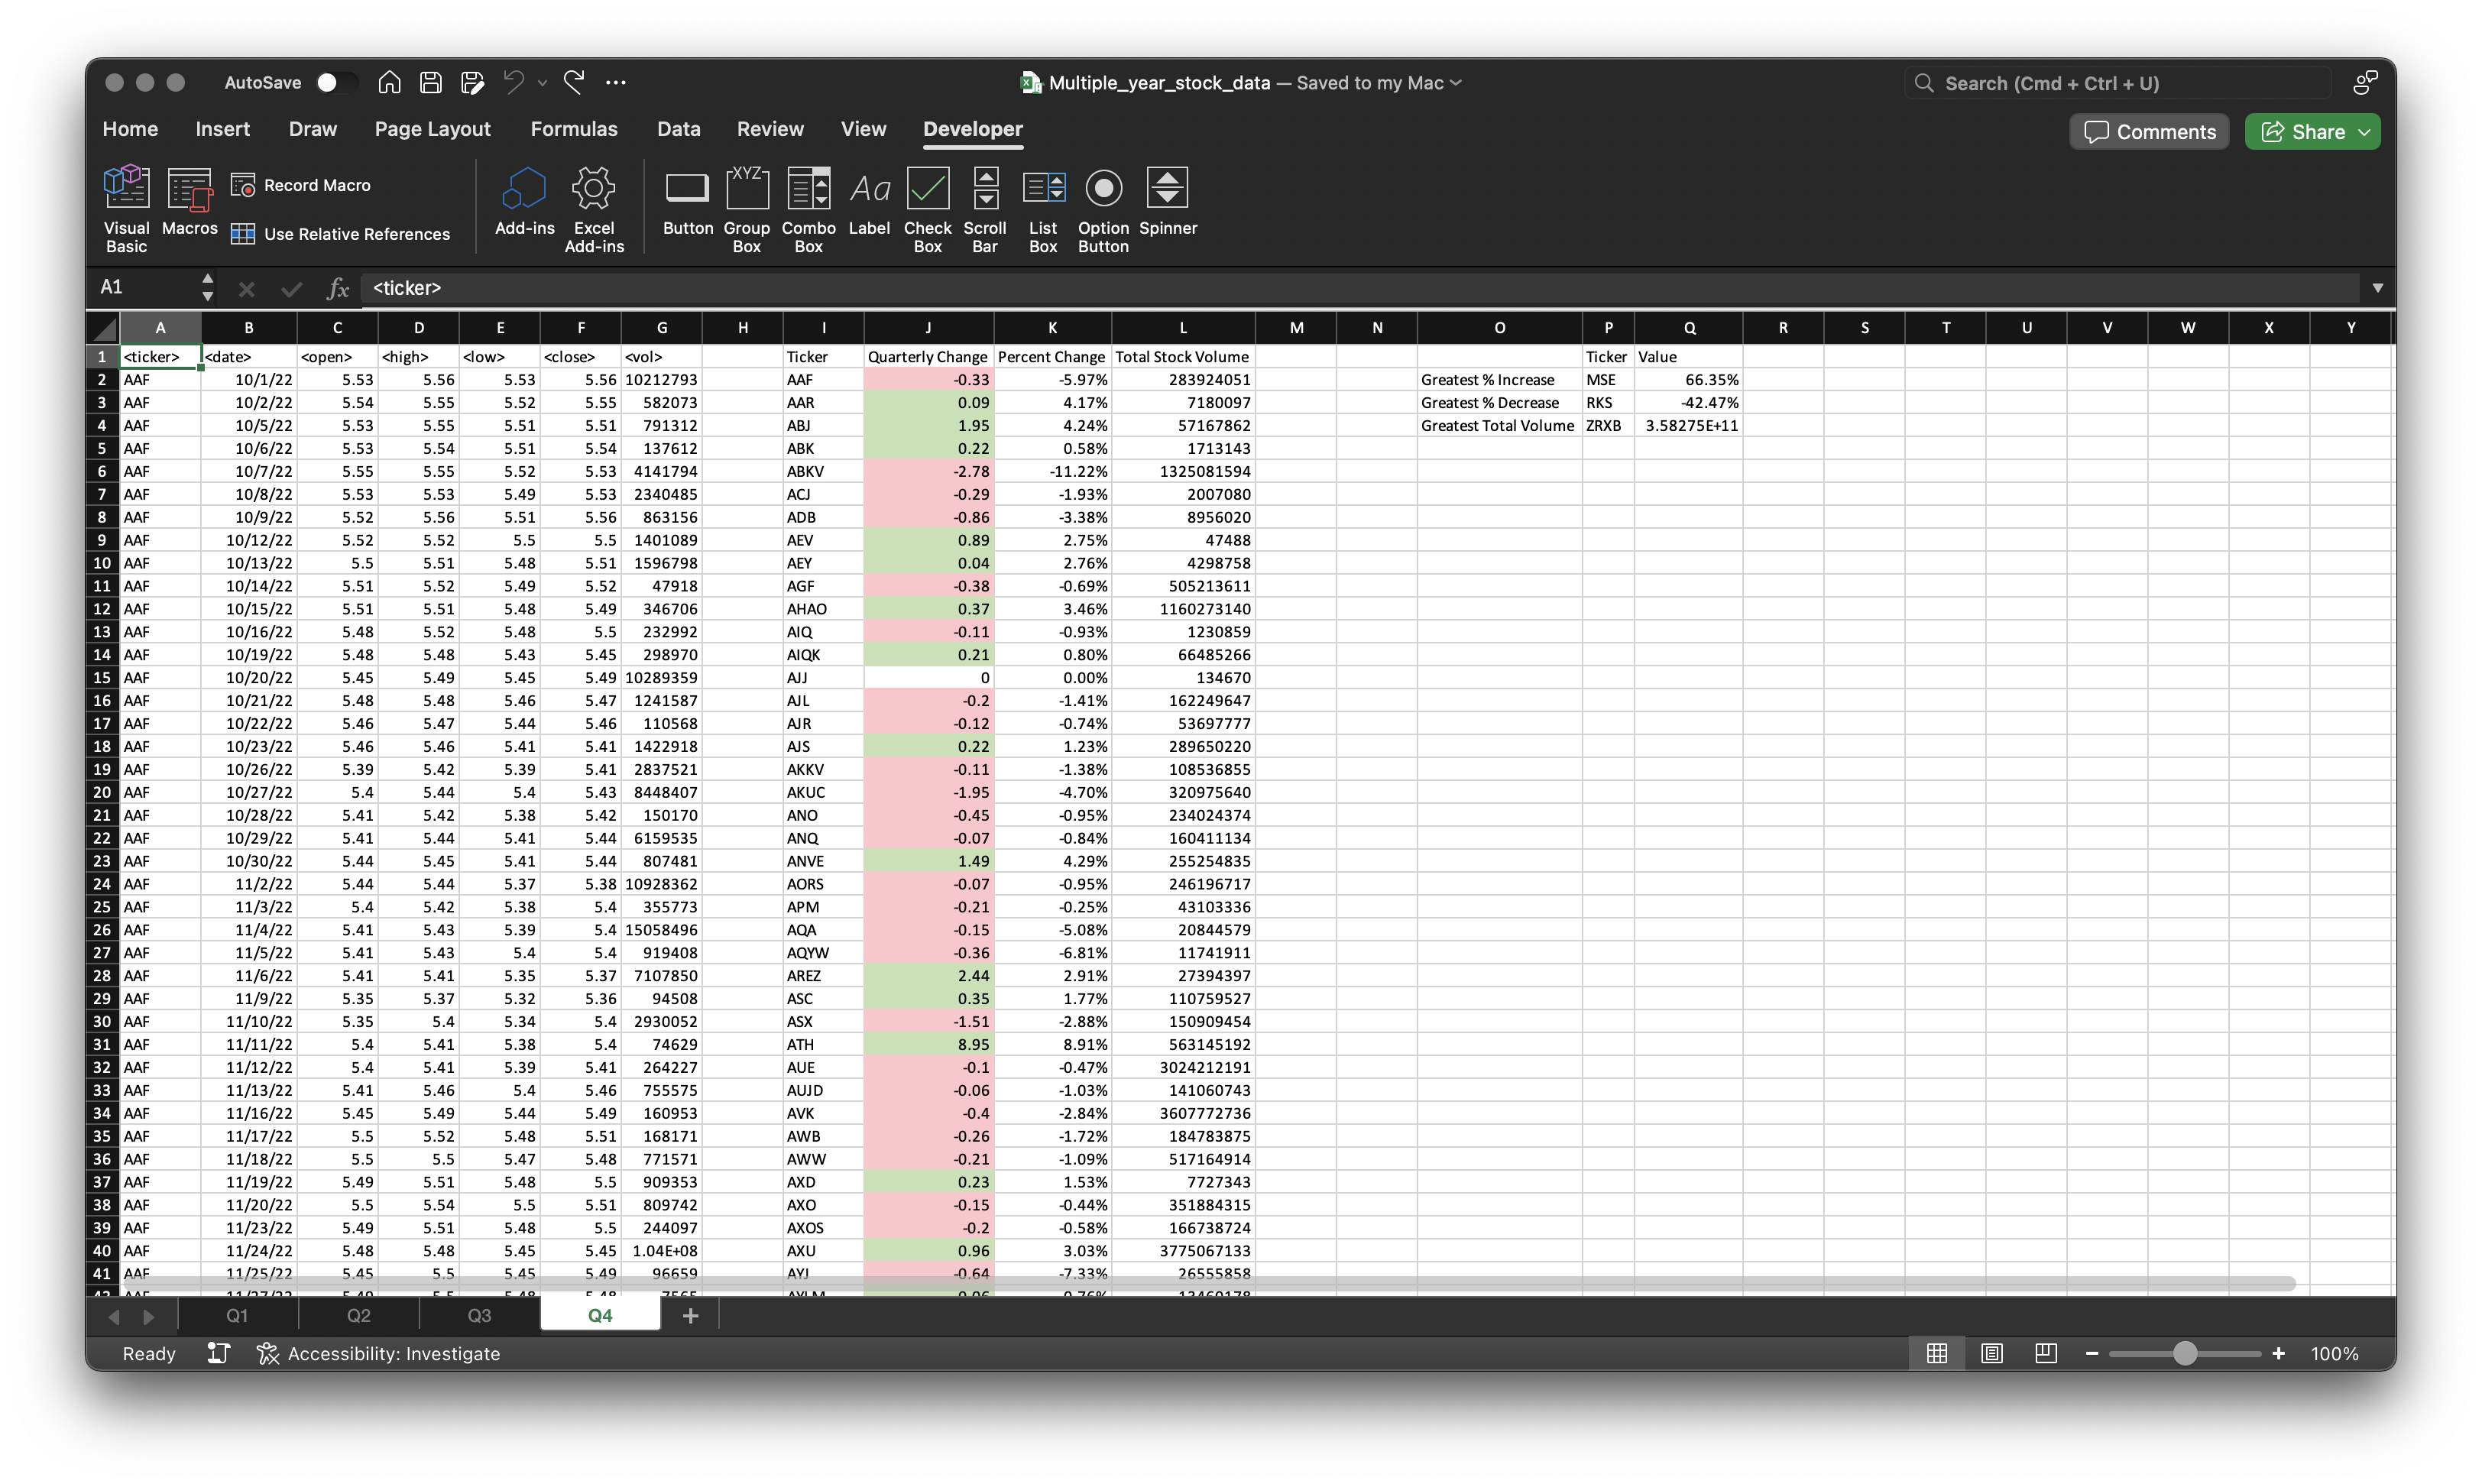 AutoSave Multiple_year_stock_data — Saved to my Mac Search (Cmd + Ctrl + U)
Home Insert Draw Page Layout Formulas Data Review View Developer Comments Share
Record Macro
Use Relative References
Visual Basic Macros Add-ins Excel Add-ins Button Group Box Combo Box Label Check Box Scroll Bar List Box Option Button Spinner
XYZ Aa
A1 fx <ticker>
A B C D E F G H I J K L M N O P Q R S T U V W X Y
1 <ticker> <date> <open> <high> <low> <close> <vol> Ticker Quarterly Change Percent Change Total Stock Volume Ticker Value
2 AAF 10/1/22 5.53 5.56 5.53 5.56 10212793 AAF -0.33 -5.97% 283924051 Greatest % Increase MSE 66.35%
3 AAF 10/2/22 5.54 5.55 5.52 5.55 582073 AAR 0.09 4.17% 7180097 Greatest % Decrease RKS -42.47%
4 AAF 10/5/22 5.53 5.55 5.51 5.51 791312 ABJ 1.95 4.24% 57167862 Greatest Total Volume ZRXB 3.58275E+11
5 AAF 10/6/22 5.53 5.54 5.51 5.54 137612 ABK 0.22 0.58% 1713143
6 AAF 10/7/22 5.55 5.55 5.52 5.53 4141794 ABKV -2.78 -11.22% 1325081594
7 AAF 10/8/22 5.53 5.53 5.49 5.53 2340485 ACJ -0.29 -1.93% 2007080
8 AAF 10/9/22 5.52 5.56 5.51 5.56 863156 ADB -0.86 -3.38% 8956020
9 AAF 10/12/22 5.52 5.52 5.5 5.5 1401089 AEV 0.89 2.75% 47488
10 AAF 10/13/22 5.5 5.51 5.48 5.51 1596798 AEY 0.04 2.76% 4298758
11 AAF 10/14/22 5.51 5.52 5.49 5.52 47918 AGF -0.38 -0.69% 505213611
12 AAF 10/15/22 5.51 5.51 5.48 5.49 346706 AHAO 0.37 3.46% 1160273140
13 AAF 10/16/22 5.48 5.52 5.48 5.5 232992 AIQ -0.11 -0.93% 1230859
14 AAF 10/19/22 5.48 5.48 5.43 5.45 298970 AIQK 0.21 0.80% 66485266
15 AAF 10/20/22 5.45 5.49 5.45 5.49 10289359 AJJ 0 0.00% 134670
16 AAF 10/21/22 5.48 5.48 5.46 5.47 1241587 AJL -0.2 -1.41% 162249647
17 AAF 10/22/22 5.46 5.47 5.44 5.46 110568 AJR -0.12 -0.74% 53697777
18 AAF 10/23/22 5.46 5.46 5.41 5.41 1422918 AJS 0.22 1.23% 289650220
19 AAF 10/26/22 5.39 5.42 5.39 5.41 2837521 AKKV -0.11 -1.38% 108536855
20 AAF 10/27/22 5.4 5.44 5.4 5.43 8448407 AKUC -1.95 -4.70% 320975640
21 AAF 10/28/22 5.41 5.42 5.38 5.42 150170 ANO -0.45 -0.95% 234024374
22 AAF 10/29/22 5.41 5.44 5.41 5.44 6159535 ANQ -0.07 -0.84% 160411134
23 AAF 10/30/22 5.44 5.45 5.41 5.44 807481 ANVE 1.49 4.29% 255254835
24 AAF 11/2/22 5.44 5.44 5.37 5.38 10928362 AORS -0.07 -0.95% 246196717
25 AAF 11/3/22 5.4 5.42 5.38 5.4 355773 APM -0.21 -0.25% 43103336
26 AAF 11/4/22 5.41 5.43 5.39 5.4 15058496 AQA -0.15 -5.08% 20844579
27 AAF 11/5/22 5.41 5.43 5.4 5.4 919408 AQYW -0.36 -6.81% 11741911
28 AAF 11/6/22 5.41 5.41 5.35 5.37 7107850 AREZ 2.44 2.91% 27394397
29 AAF 11/9/22 5.35 5.37 5.32 5.36 94508 ASC 0.35 1.77% 110759527
30 AAF 11/10/22 5.35 5.4 5.34 5.4 2930052 ASX -1.51 -2.88% 150909454
31 AAF 11/11/22 5.4 5.41 5.38 5.4 74629 ATH 8.95 8.91% 563145192
32 AAF 11/12/22 5.4 5.41 5.39 5.41 264227 AUE -0.1 -0.47% 3024212191
33 AAF 11/13/22 5.41 5.46 5.4 5.46 755575 AUJD -0.06 -1.03% 141060743
34 AAF 11/16/22 5.45 5.49 5.44 5.49 160953 AVK -0.4 -2.84% 3607772736
35 AAF 11/17/22 5.5 5.52 5.48 5.51 168171 AWB -0.26 -1.72% 184783875
36 AAF 11/18/22 5.5 5.5 5.47 5.48 771571 AWW -0.21 -1.09% 517164914
37 AAF 11/19/22 5.49 5.51 5.48 5.5 909353 AXD 0.23 1.53% 7727343
38 AAF 11/20/22 5.5 5.54 5.5 5.51 809742 AXO -0.15 -0.44% 351884315
39 AAF 11/23/22 5.49 5.51 5.48 5.5 244097 AXOS -0.2 -0.58% 166738724
40 AAF 11/24/22 5.48 5.48 5.45 5.45 1.04E+08 AXU 0.96 3.03% 3775067133
41 AAF 11/25/22 5.45 5.5 5.45 5.49 96659 AYJ -0.64 -7.33% 26555858
Q1 Q2 Q3 Q4
Ready Accessibility: Investigate 100%